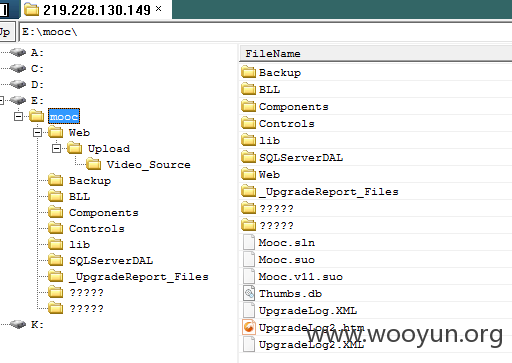 219.228.130.149 ×
Up E:\mooc\
A:
C:
D:
E:
mooc
Web
Upload
Video_Source
Backup
BLL
Components
Controls
lib
SQLServerDAL
_UpgradeReport_Files
?????
?????
K:
FileName
Backup
BLL
Components
Controls
lib
SQLServerDAL
Web
_UpgradeReport_Files
?????
?????
Mooc.sln
Mooc.suo
Mooc.v11.suo
Thumbs.db
UpgradeLog.XML
UpgradeLog2.htm
UpgradeLog2.XML
www.wooyun.org